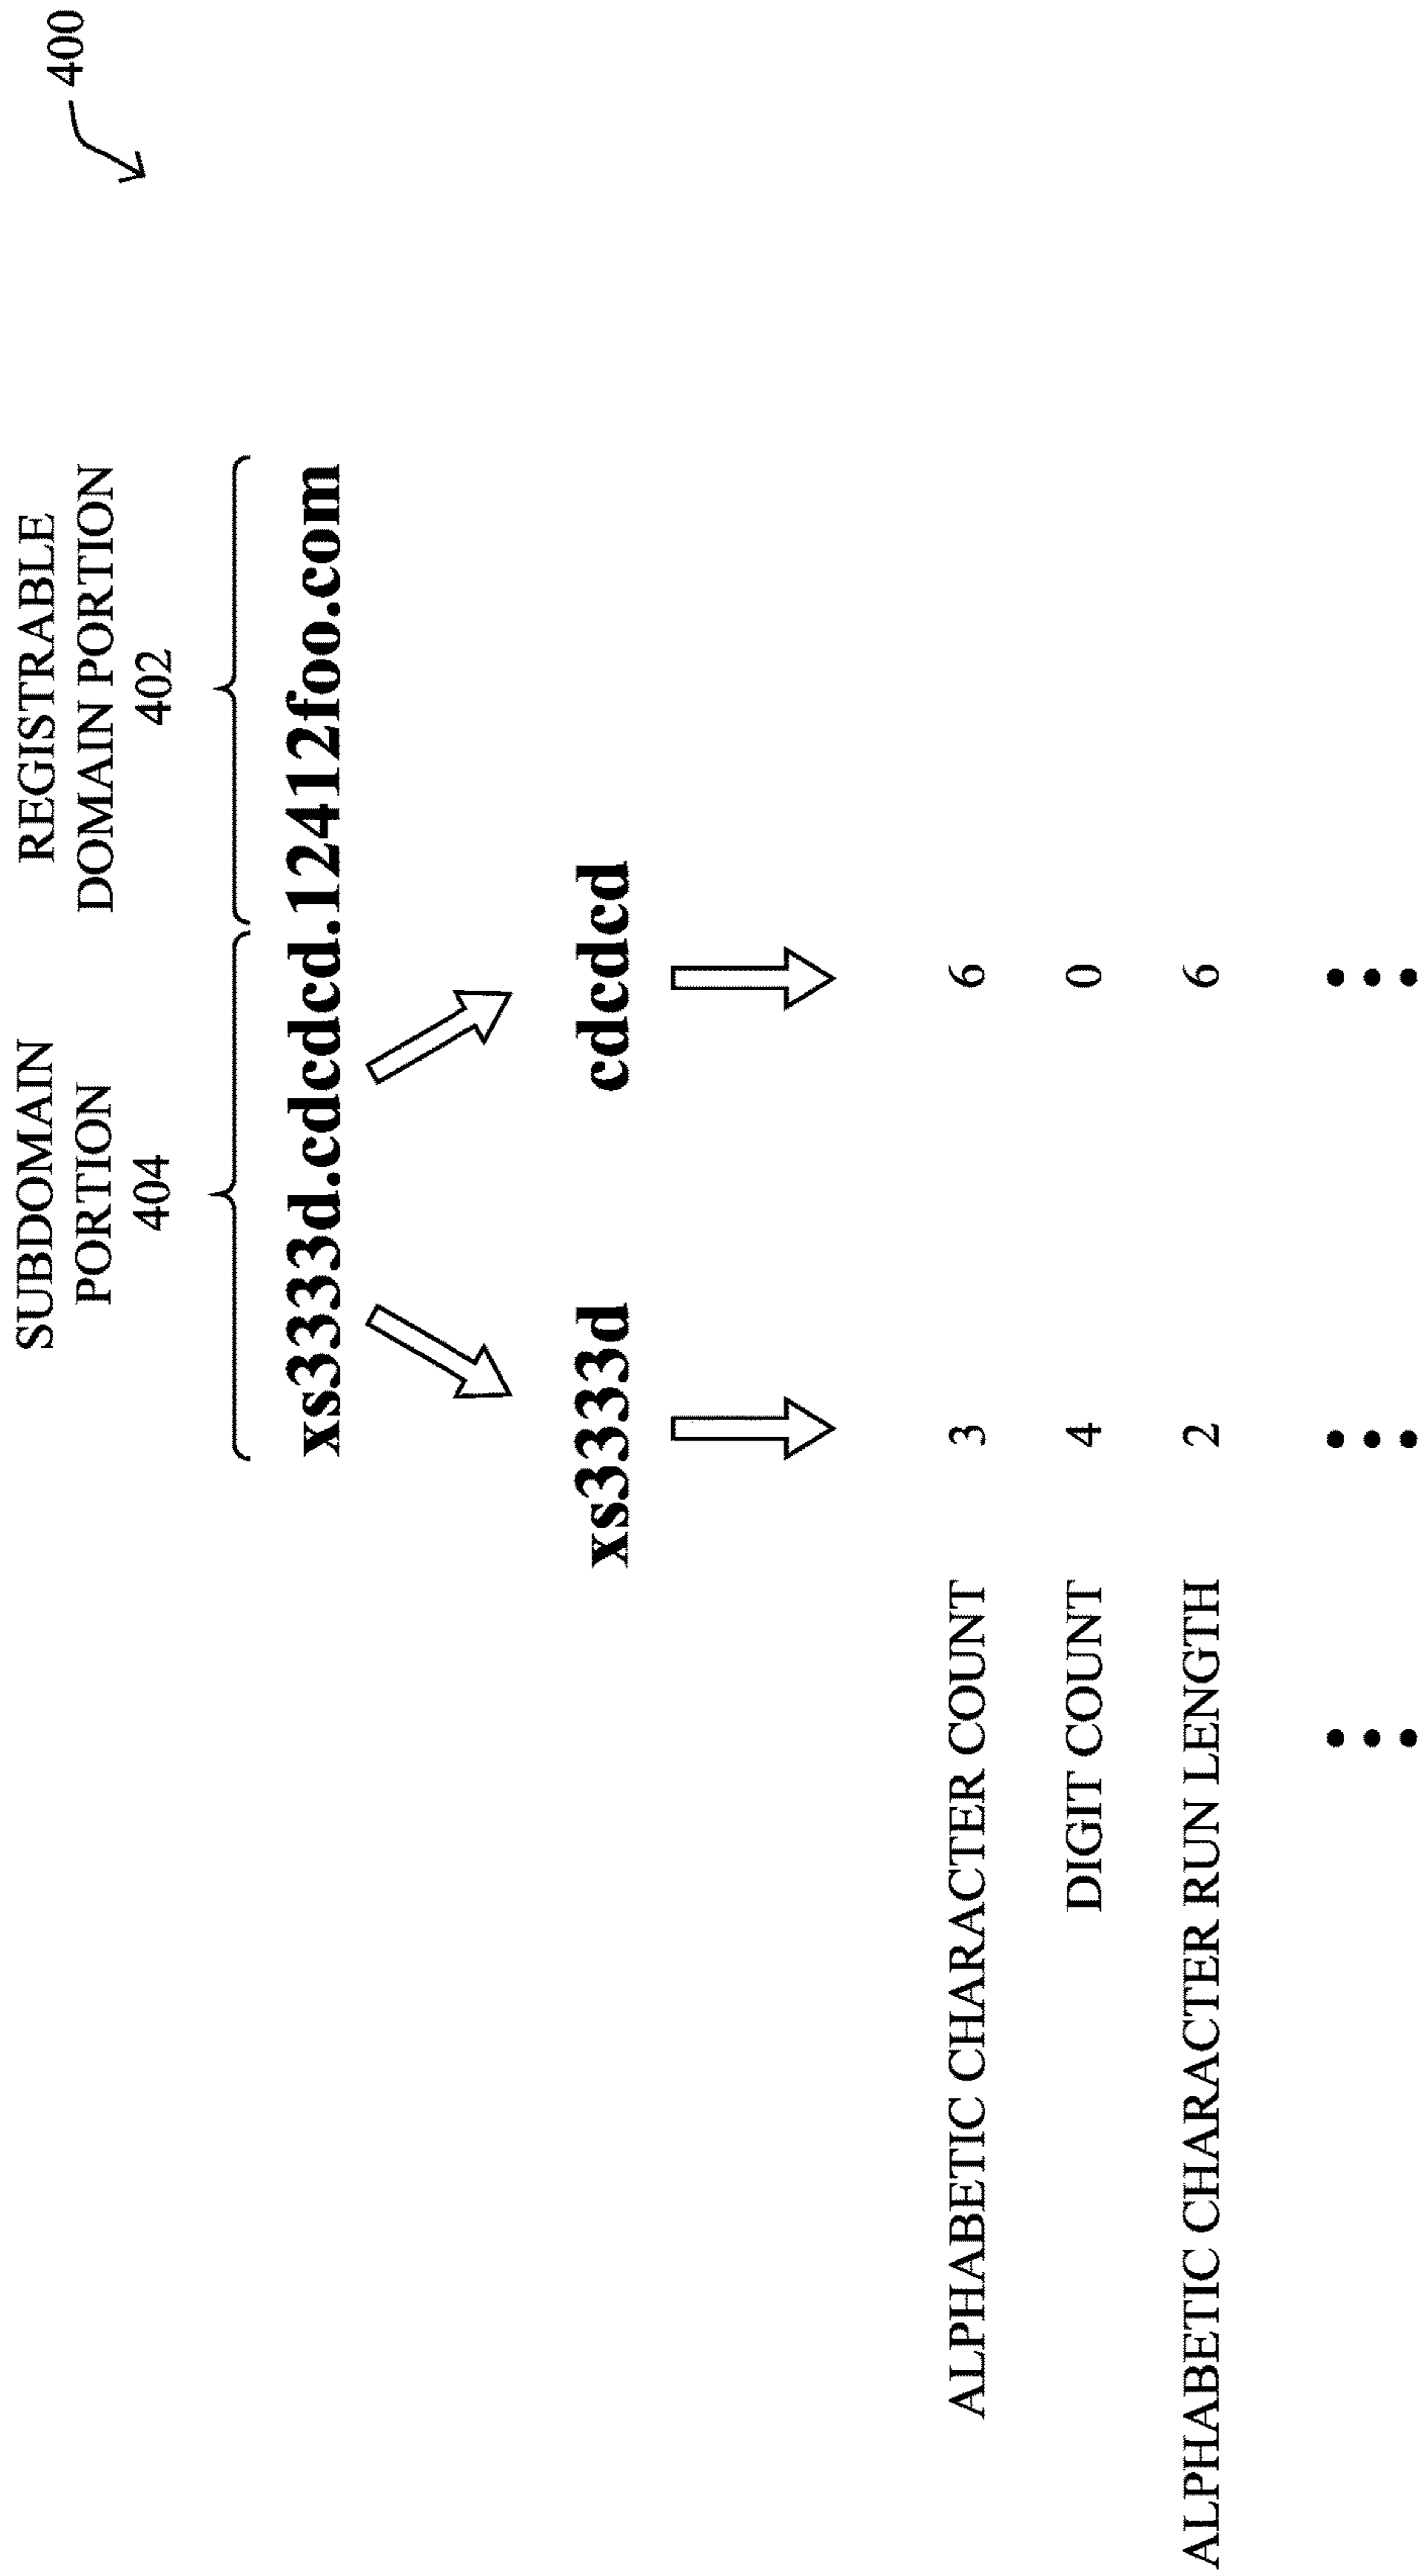 400
SUBDOMAIN
PORTION
404
REGISTRABLE
DOMAIN PORTION
402
xs3333d.cdcdcd.12412foo.com
xs3333d
cdcdcd
ALPHABETIC CHARACTER COUNT 3 6
DIGIT COUNT 4 0
ALPHABETIC CHARACTER RUN LENGTH 2 6